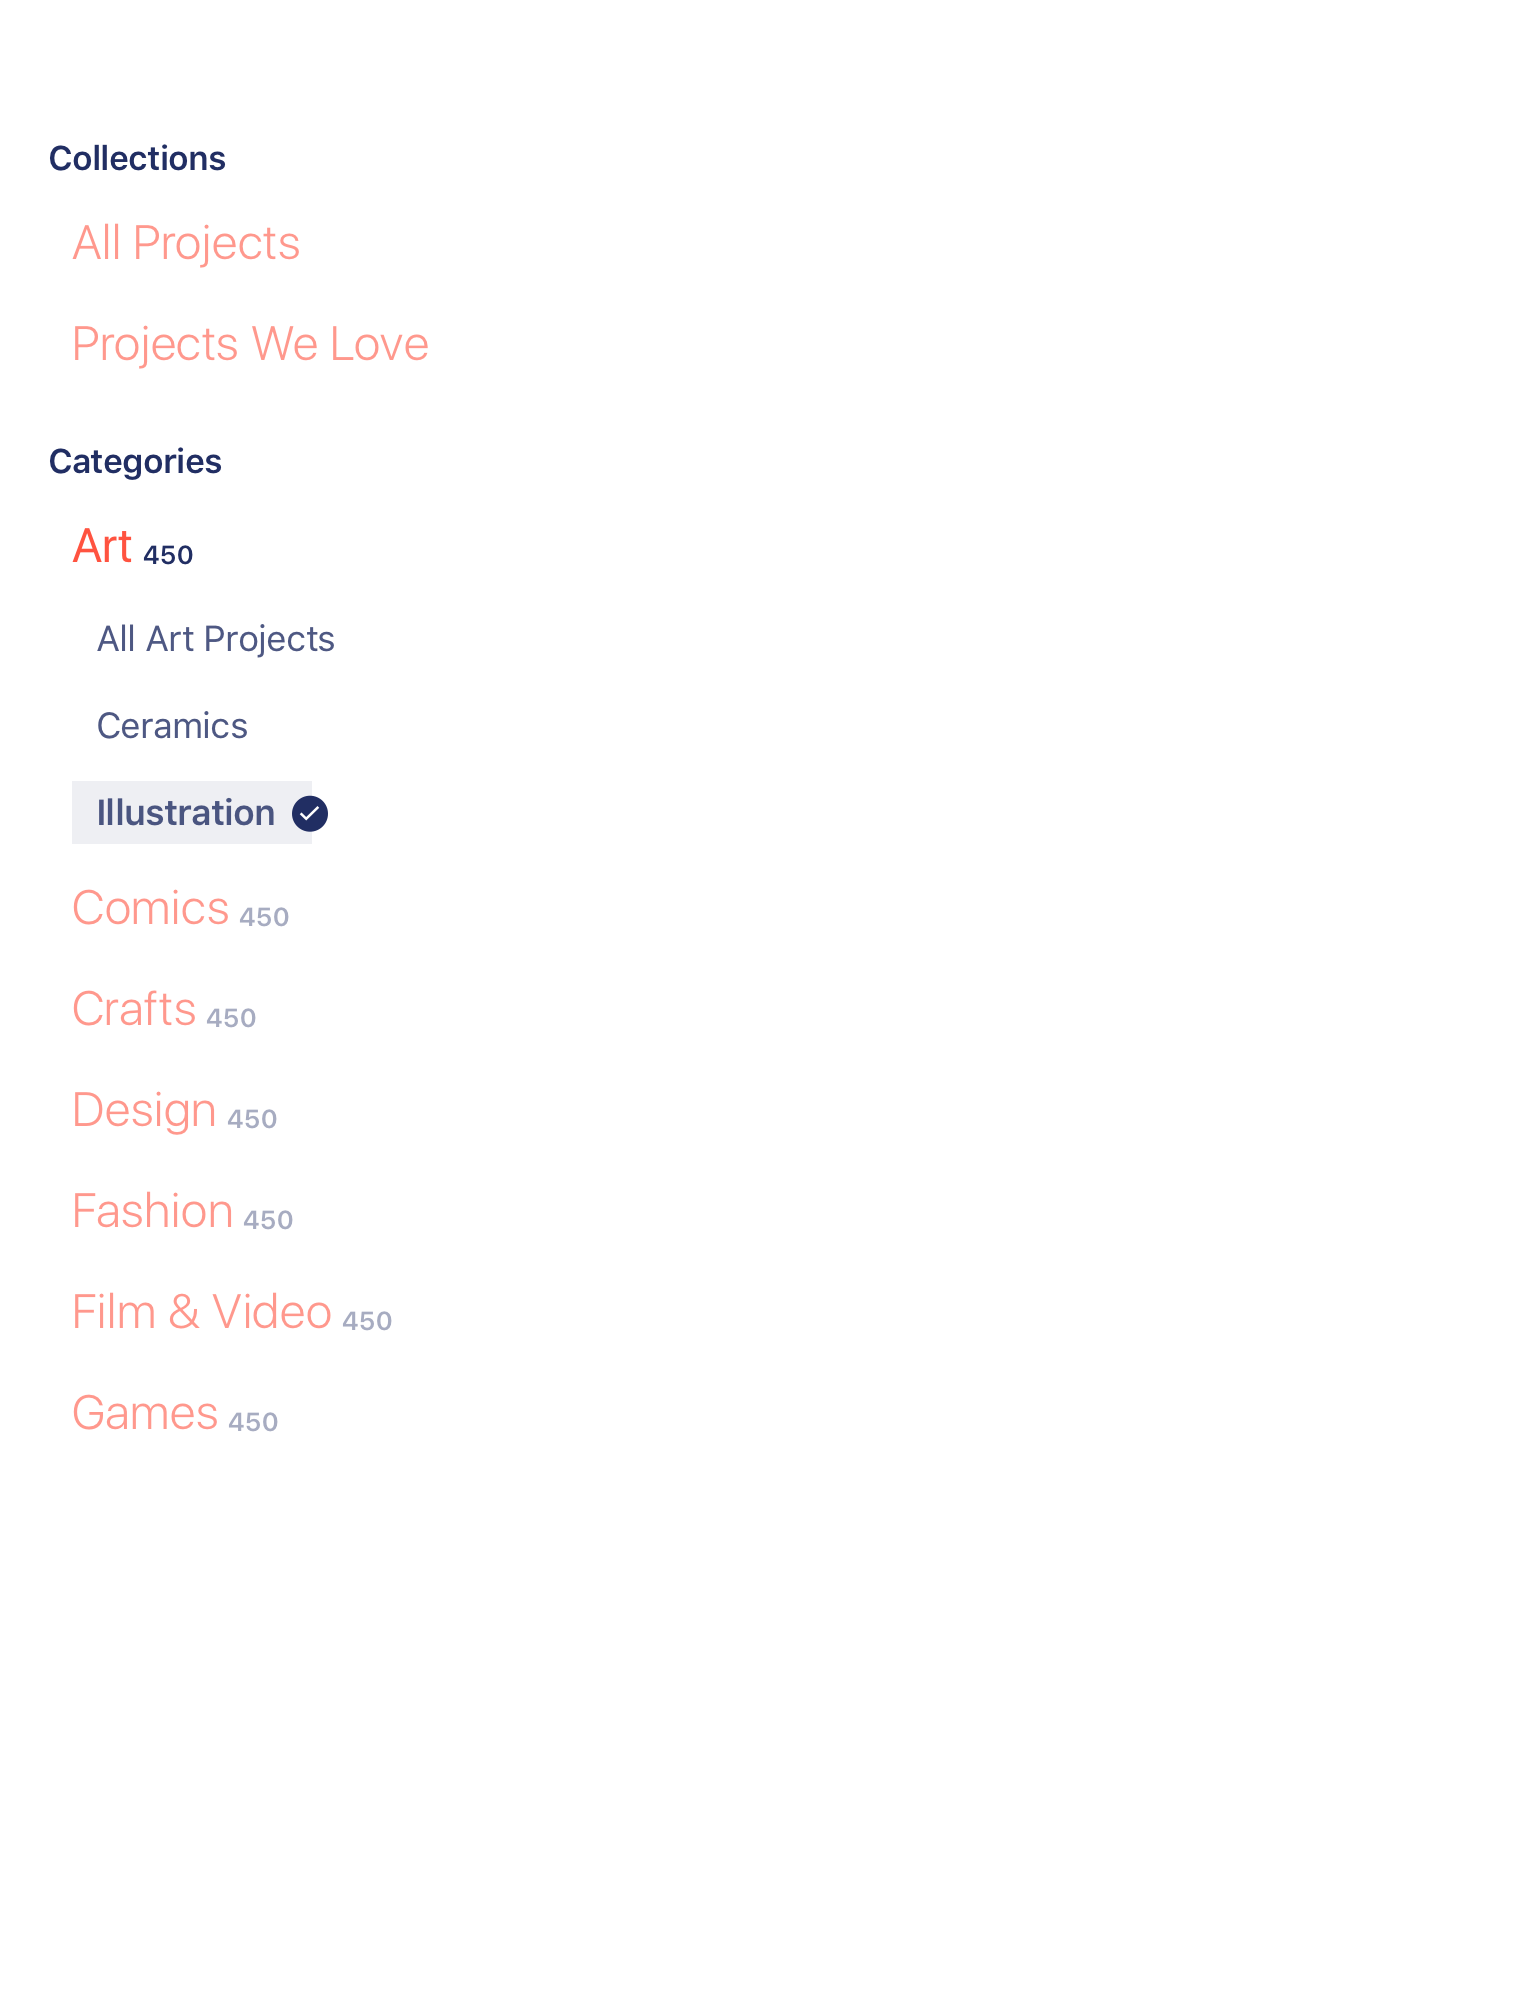 Collections
All Projects
Projects We Love
Categories
Art 450
All Art Projects
Ceramics
Illustration
Comics 450
Crafts 450
Design 450
Fashion 450
Film & Video 450
Games 450